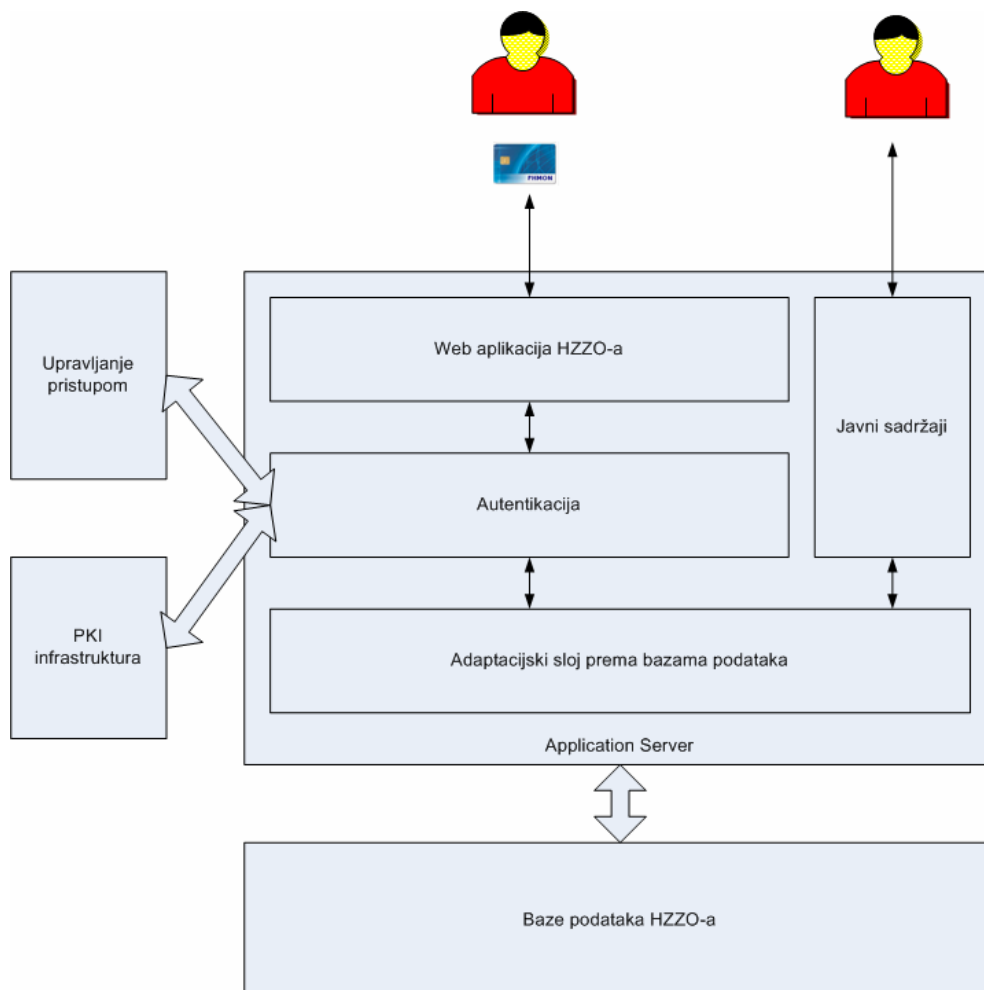 FINMON
Web aplikacija HZZO-a
Upravljanje
pristupom
Javni sadržaji
Autentikacija
PKI
infrastruktura
Adaptacijski sloj prema bazama podataka
Application Server
Baze podataka HZZO-a